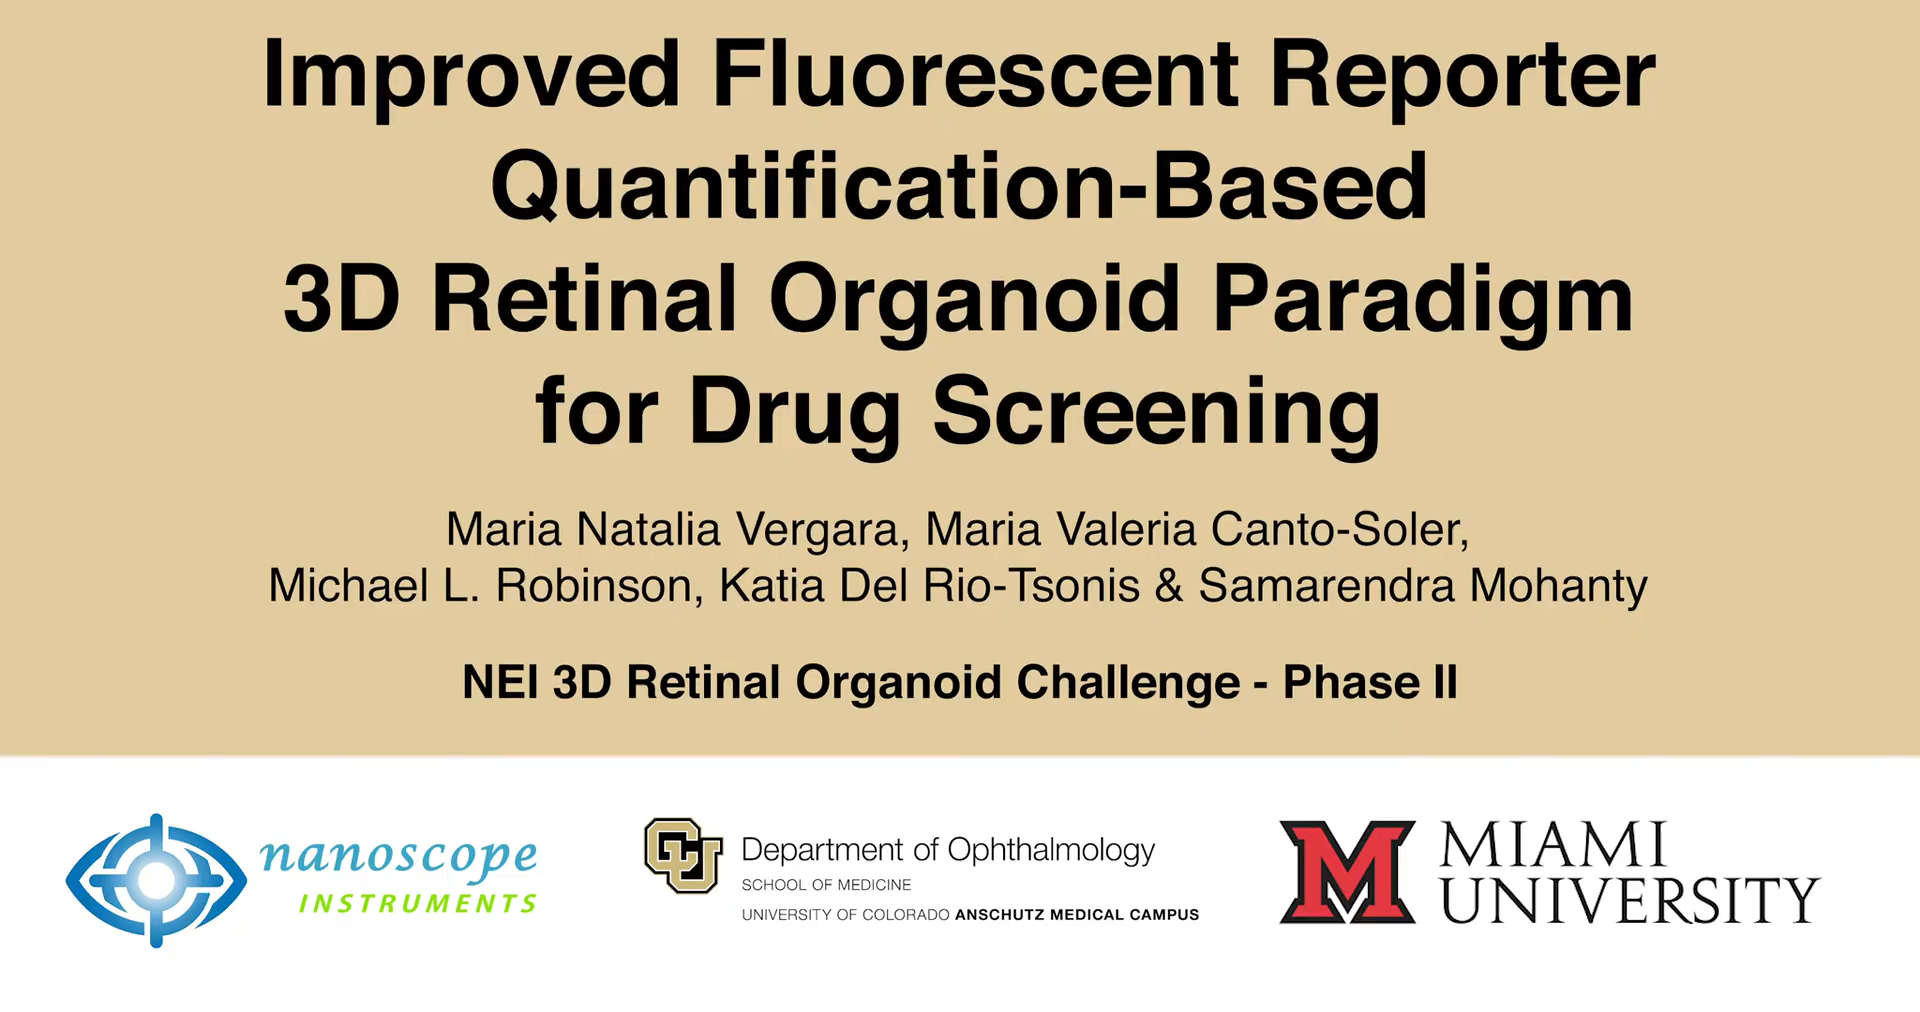 Improved Fluorescent Reporter
Quantification-Based
3D Retinal Organoid Paradigm
for Drug Screening
Maria Natalia Vergara, Maria Valeria Canto-Soler,
Michael L. Robinson, Katia Del Rio-Tsonis & Samarendra Mohanty
NEI 3D Retinal Organoid Challenge - Phase II
nanoscope
INSTRUMENTS
CU
Department of Ophthalmology
SCHOOL OF MEDICINE
UNIVERSITY OF COLORADO ANSCHUTZ MEDICAL CAMPUS
M
MIAMI
UNIVERSITY